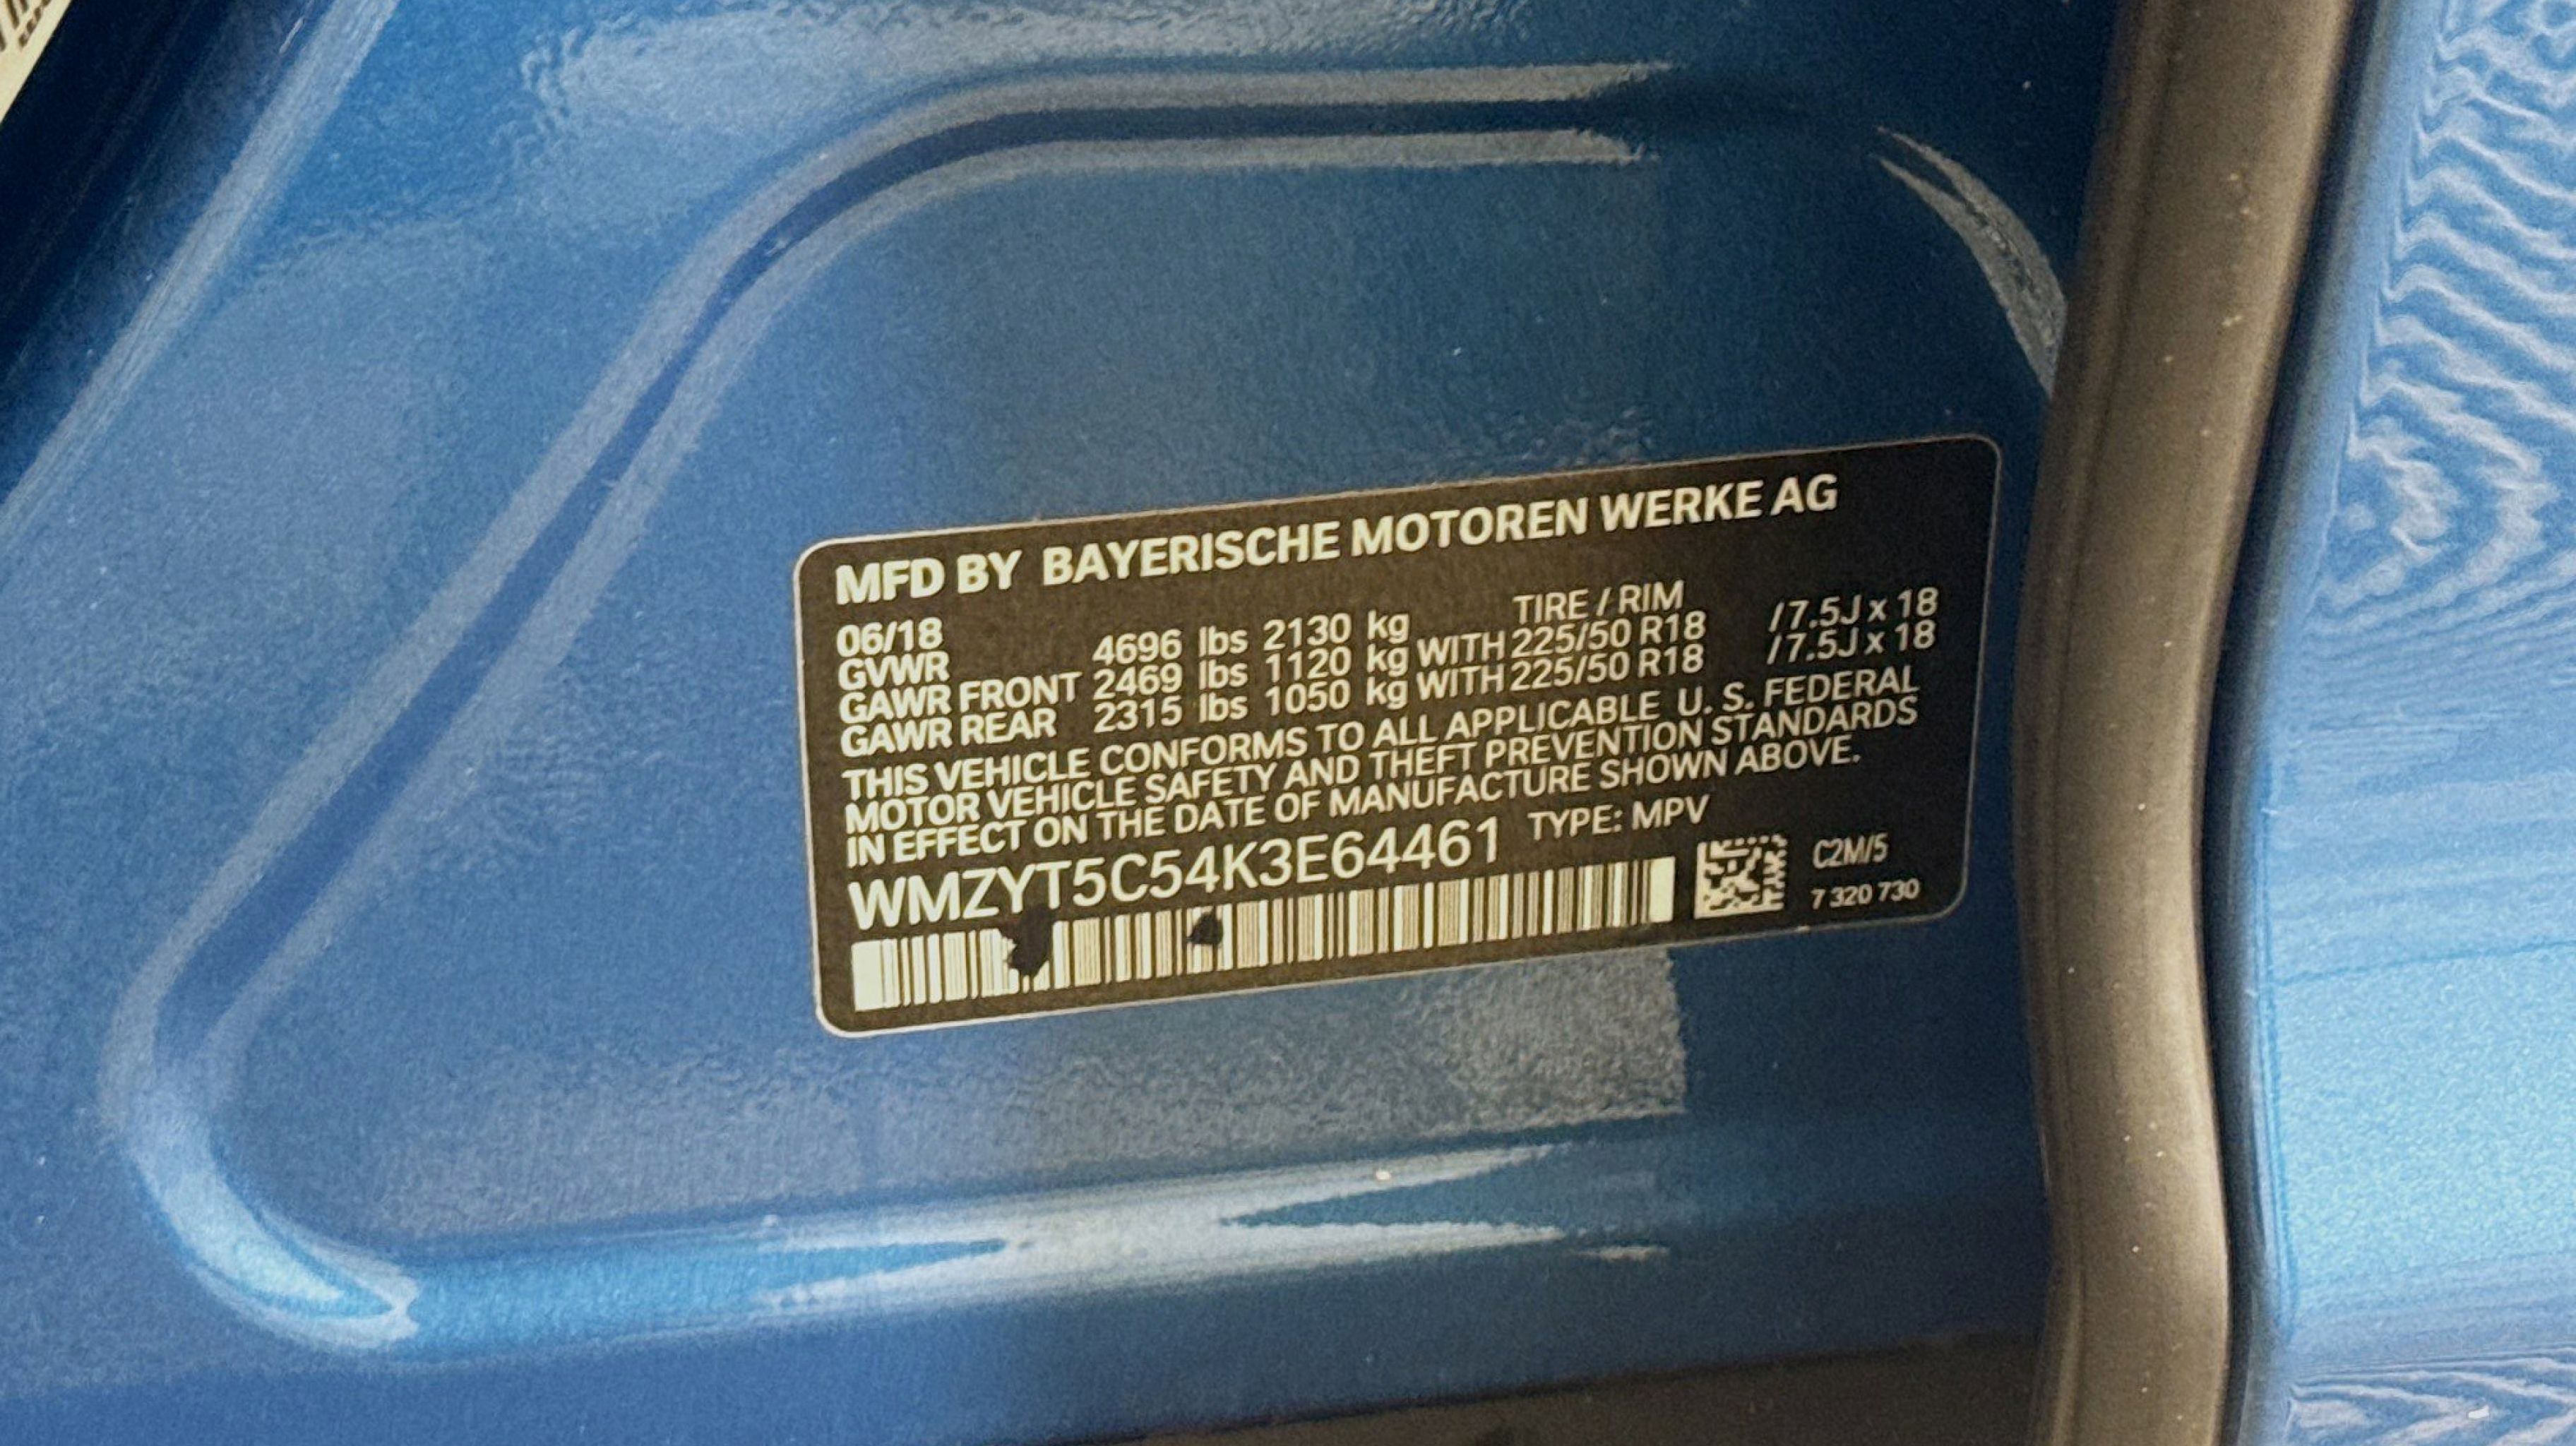 MFD BY BAYERISCHE MOTOREN WERKE AG
06/18 TIRE / RIM
GVWR 4696 lbs 2130 kg
GAWR FRONT 2469 lbs 1120 kg WITH 225/50 R18 /7.5J x 18
GAWR REAR 2315 lbs 1050 kg WITH 225/50 R18 /7.5J x 18
THIS VEHICLE CONFORMS TO ALL APPLICABLE U. S. FEDERAL
MOTOR VEHICLE SAFETY AND THEFT PREVENTION STANDARDS
IN EFFECT ON THE DATE OF MANUFACTURE SHOWN ABOVE.
WMZYT5C54K3E64461 TYPE: MPV
C2M/5
7 320 730